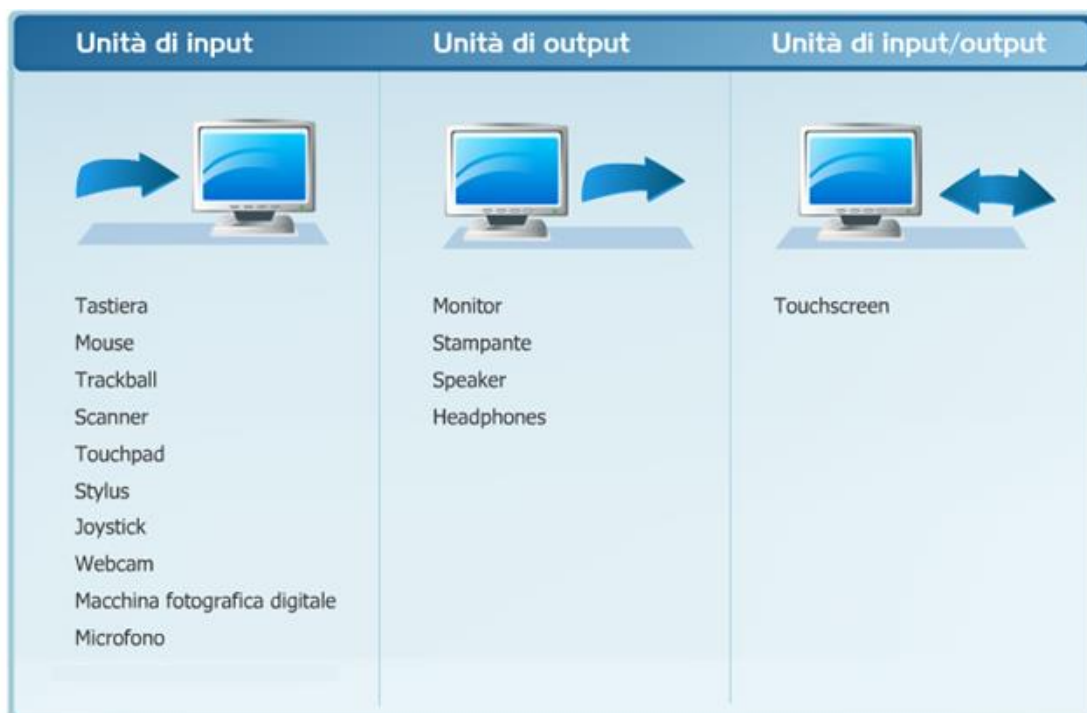 Unità di input
Tastiera
Mouse
Trackball
Scanner
Touchpad
Stylus
Joystick
Webcam
Macchina fotografica digitale
Microfono
Unità di output
Monitor
Stampante
Speaker
Headphones
Unità di input/output
Touchscreen